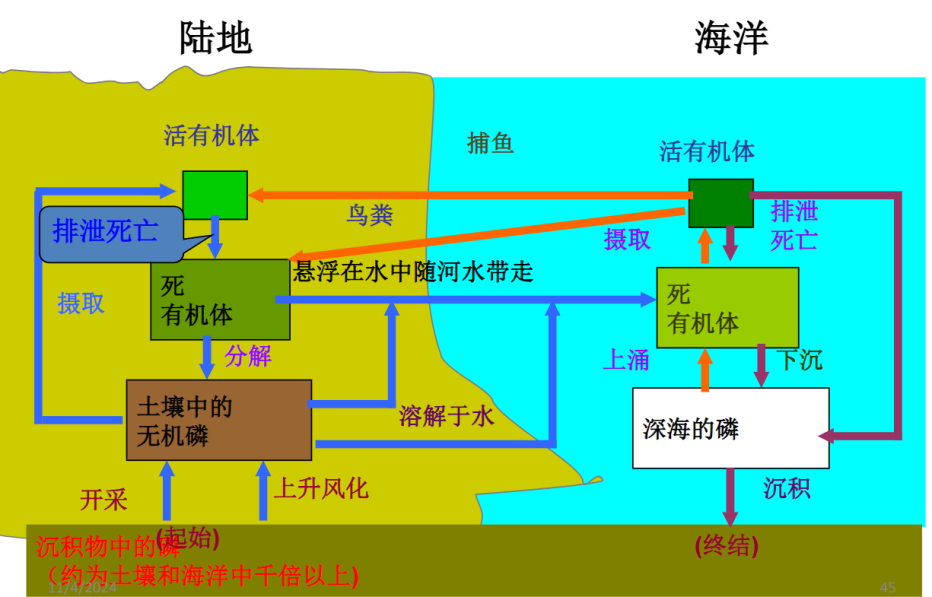 陆地
海洋
活有机体
捕鱼
活有机体
鸟粪
排泄
死亡
排泄死亡
摄取
悬浮在水中随河水带走
死
有机体
死
有机体
摄取
分解
上涌
下沉
土壤中的
无机磷
溶解于水
深海的磷
开采
上升风化
沉积
(起始)
(终结)
沉积物中的磷
（约为土壤和海洋中千倍以上)
11/4/2024
45